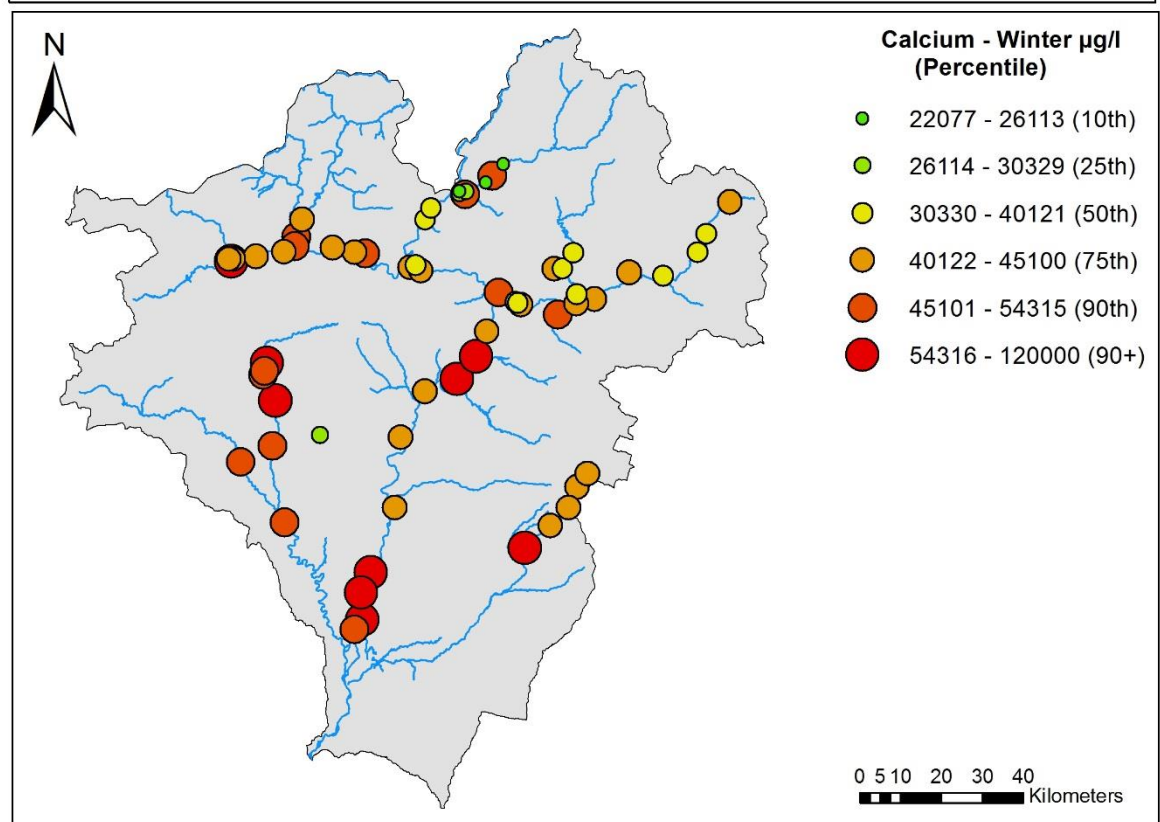 N
Calcium - Winter µg/l
(Percentile)
22077 - 26113 (10th)
26114 - 30329 (25th)
30330 - 40121 (50th)
40122 - 45100 (75th)
45101 - 54315 (90th)
54316 - 120000 (90+)
0 5 10 20 30 40
Kilometers